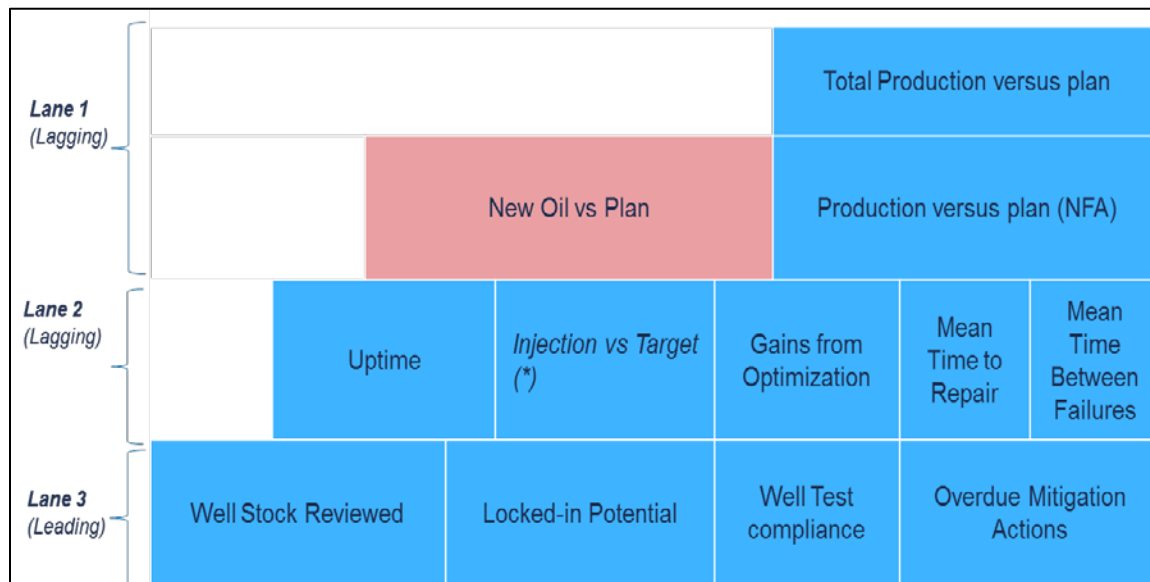 Lane 1
(Lagging)
Total Production versus plan
New Oil vs Plan
Production versus plan (NFA)
Lane 2
(Lagging)
Uptime
Injection vs Target
(*)
Gains from
Optimization
Mean
Time to
Repair
Mean
Time
Between
Failures
Lane 3
(Leading)
Well Stock Reviewed
Locked-in Potential
Well Test
compliance
Overdue Mitigation
Actions